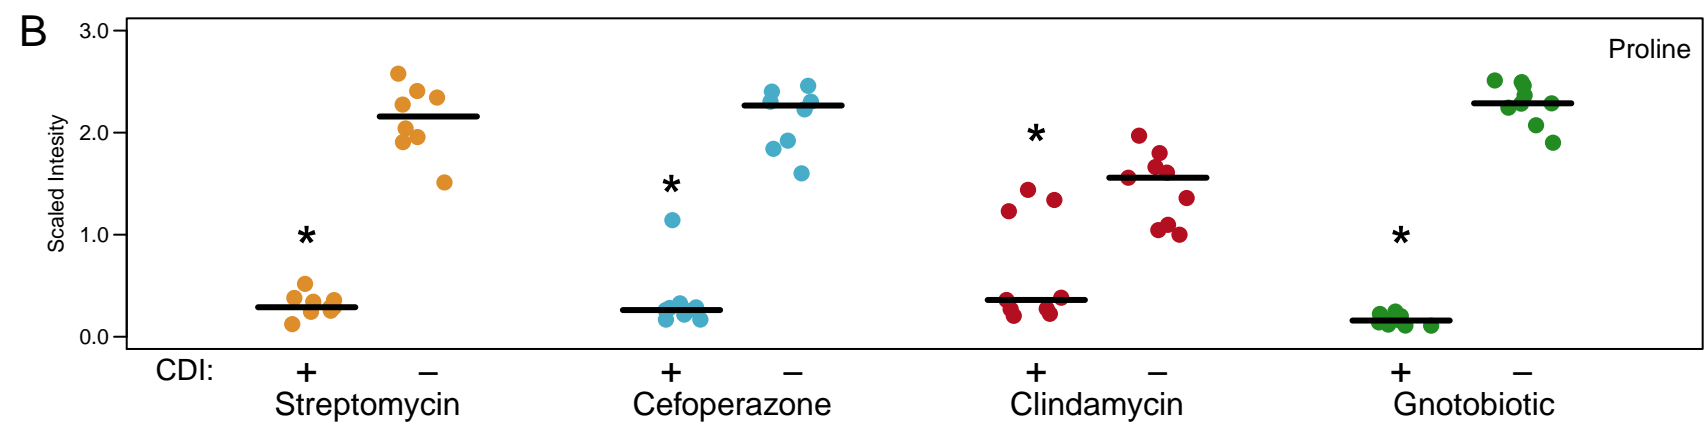 B
Proline
Scaled Intesity
3.0
2.0
1.0
0.0
*
*
*
*
CDI: + – + – + – + –
Streptomycin Cefoperazone Clindamycin Gnotobiotic